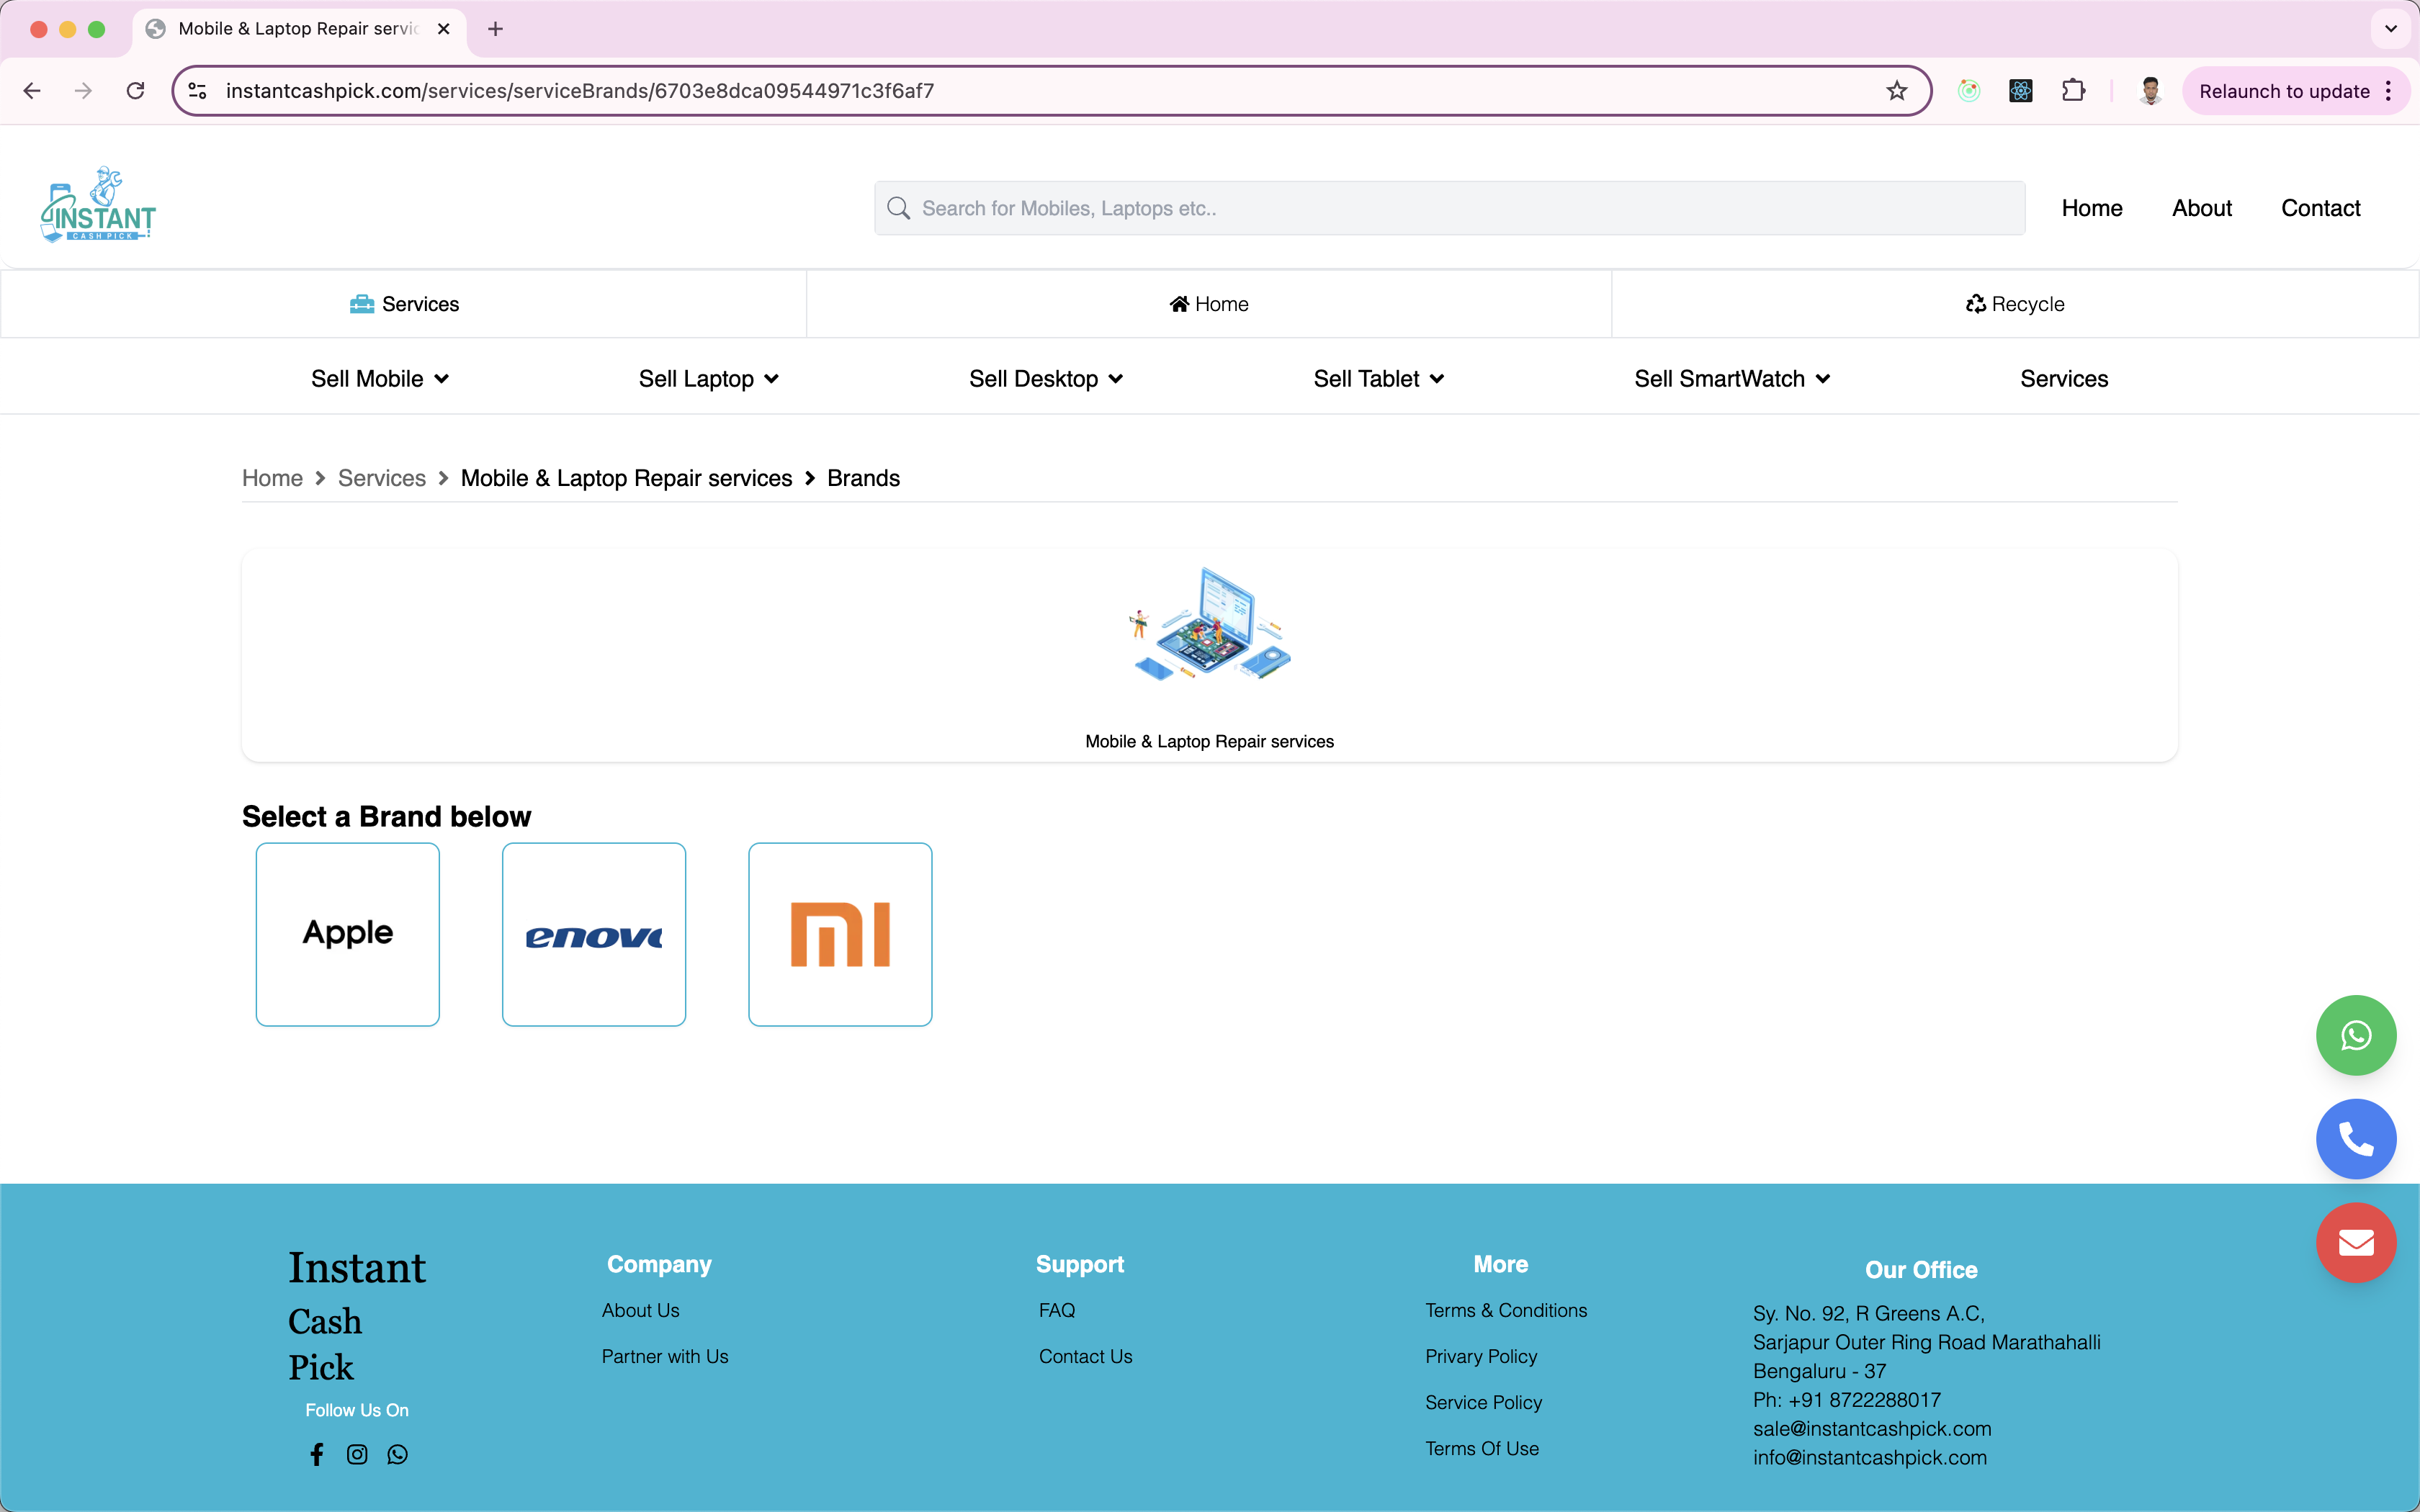 Mobile & Laptop Repair servic
instantcashpick.com/services/serviceBrands/6703e8dca09544971c3f6af7
Relaunch to update
INSTANT
CASH PICK
Search for Mobiles, Laptops etc..
Home
About
Contact
Services
Home
Recycle
Sell Mobile
Sell Laptop
Sell Desktop
Sell Tablet
Sell SmartWatch
Services
Home > Services > Mobile & Laptop Repair services > Brands
Mobile & Laptop Repair services
Select a Brand below
Apple
enovo
mi
Instant
Cash
Pick
Follow Us On
Company
About Us
Partner with Us
Support
FAQ
Contact Us
More
Terms & Conditions
Privary Policy
Service Policy
Terms Of Use
Our Office
Sy. No. 92, R Greens A.C,
Sarjapur Outer Ring Road Marathahalli
Bengaluru - 37
Ph: +91 8722288017
sale@instantcashpick.com
info@instantcashpick.com